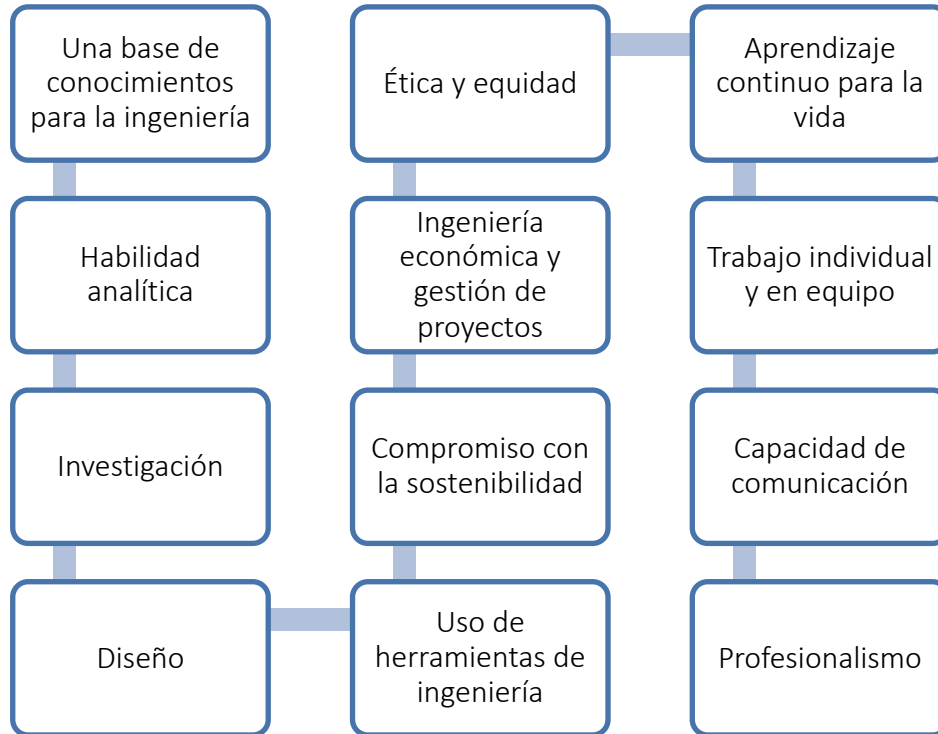 Una base de
conocimientos
para la ingeniería
Habilidad
analítica
Investigación
Diseño
Uso de
herramientas de
ingeniería
Compromiso con
la sostenibilidad
Ingeniería
económica y
gestión de
proyectos
Ética y equidad
Aprendizaje
continuo para la
vida
Trabajo individual
y en equipo
Capacidad de
comunicación
Profesionalismo